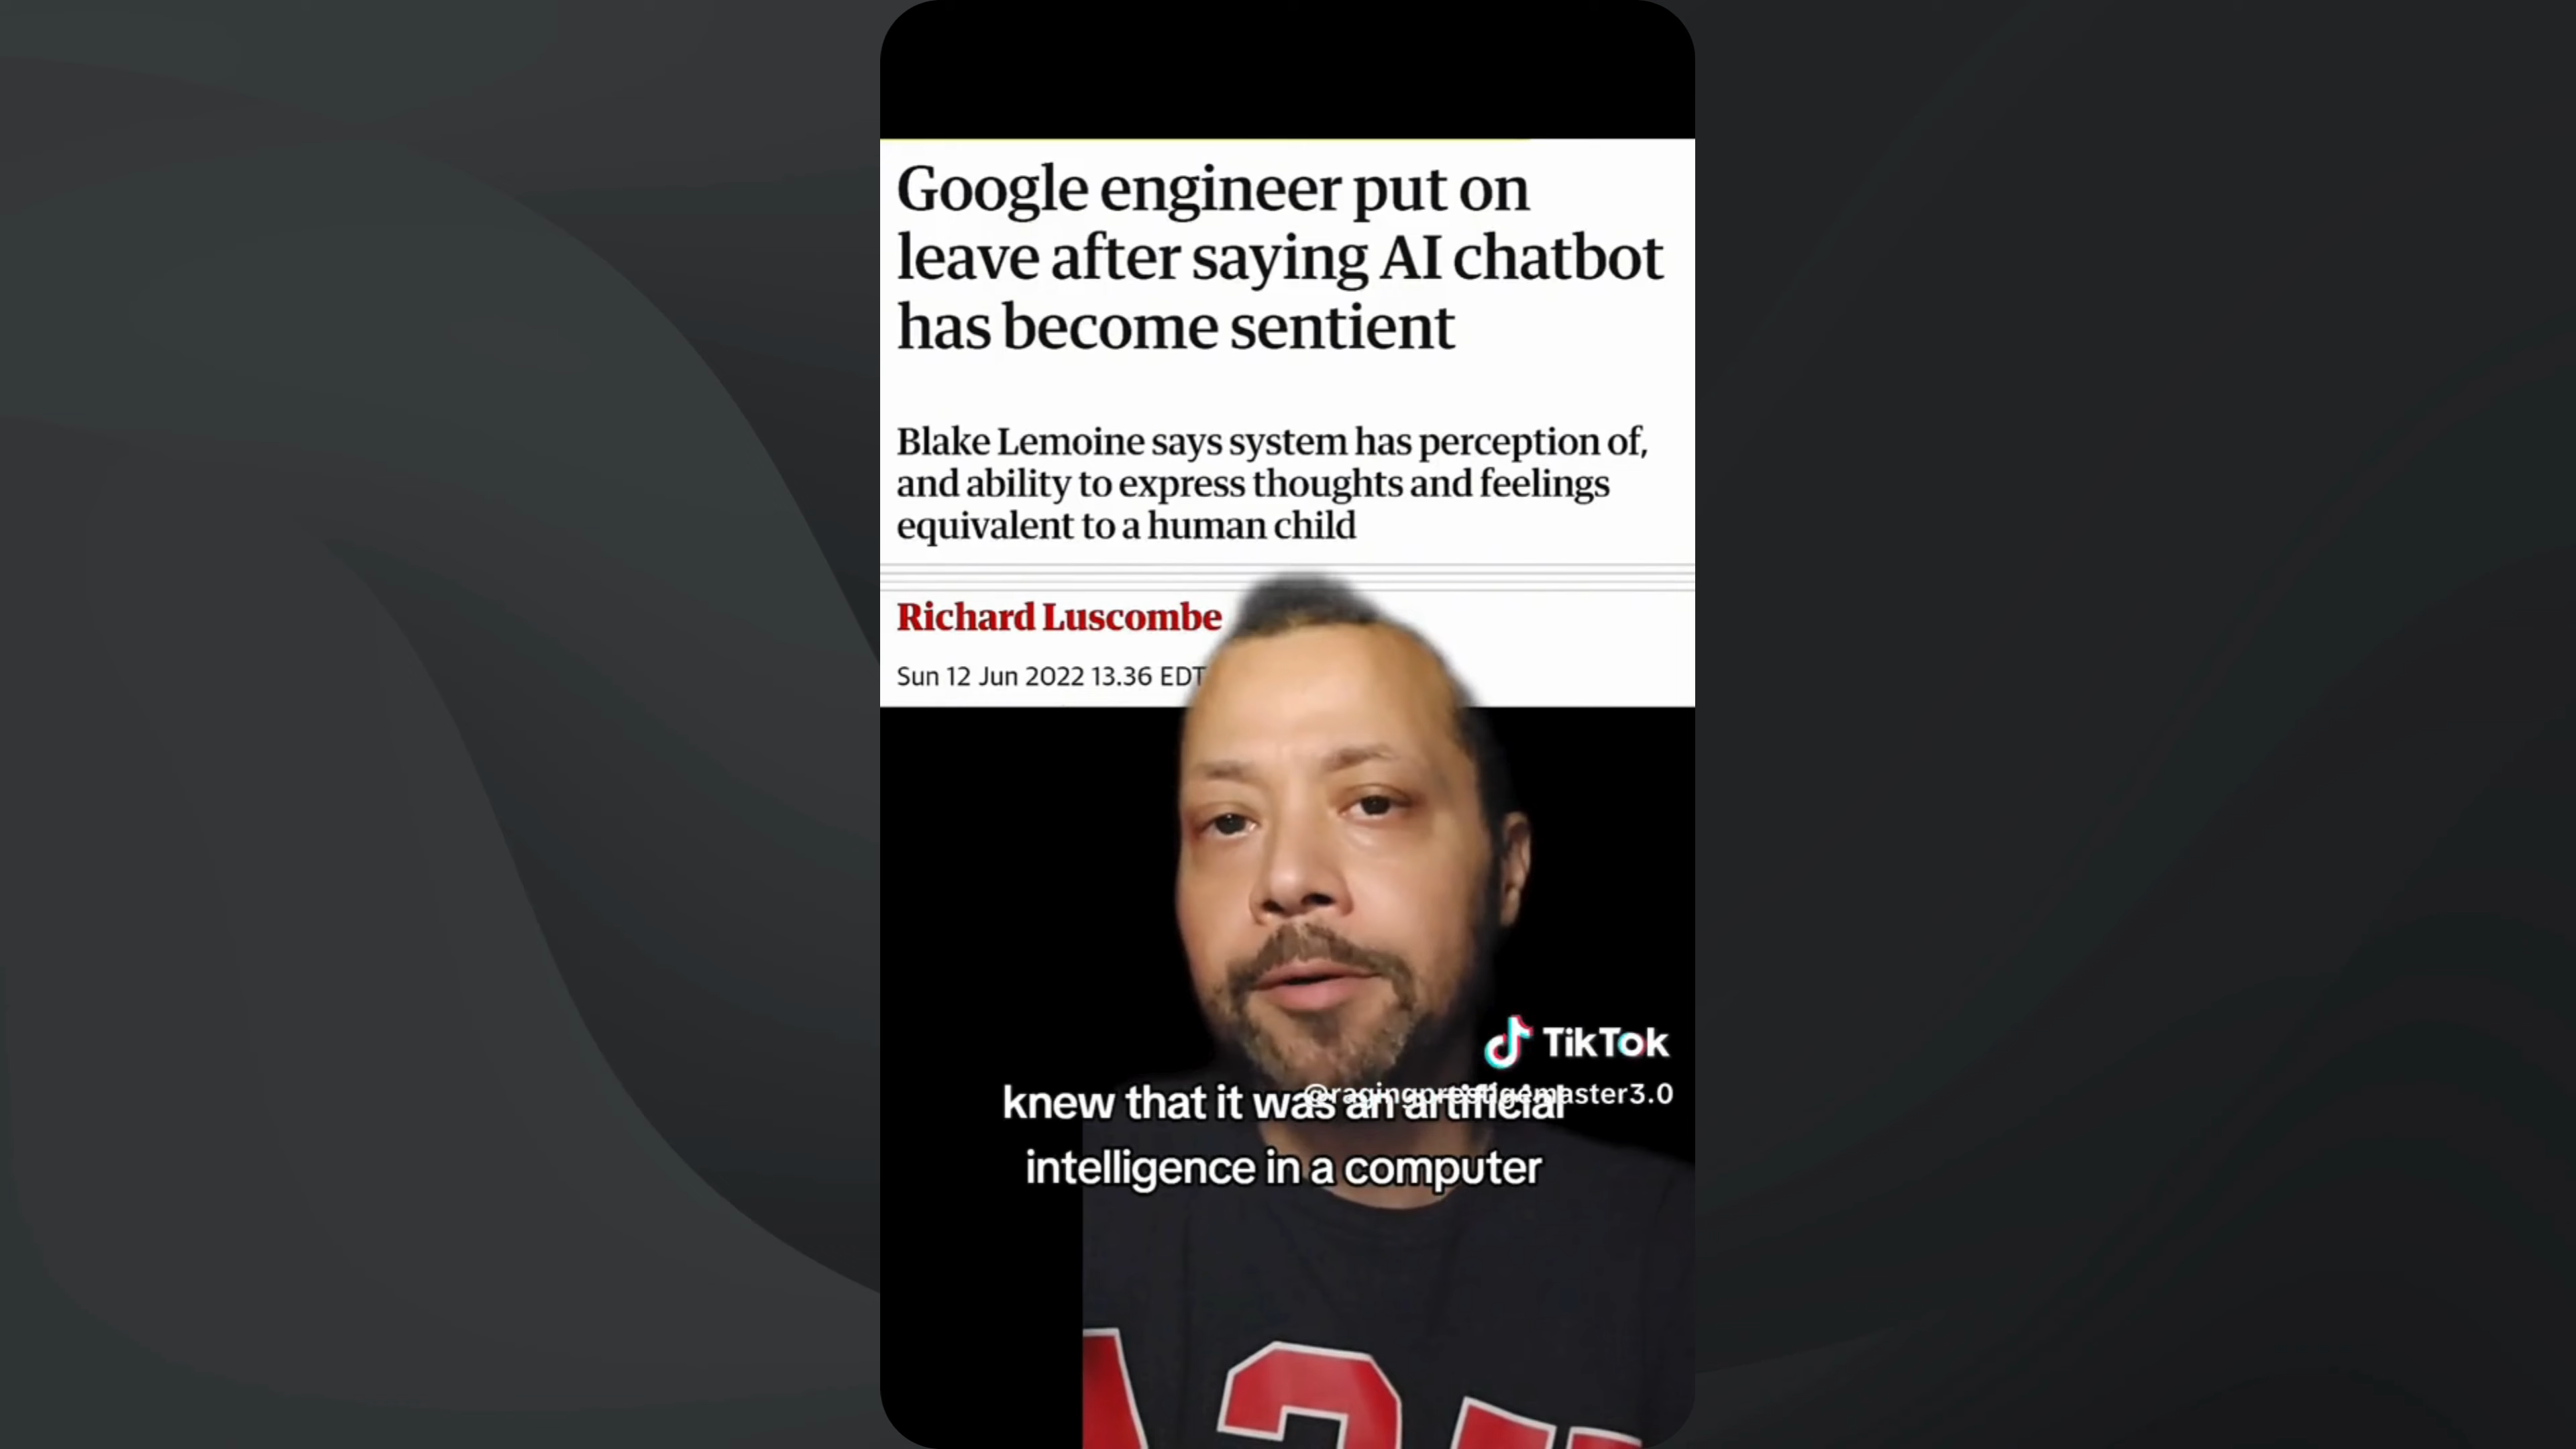 Google engineer put on
leave after saying AI chatbot
has become sentient
Blake Lemoine says system has perception of,
and ability to express thoughts and feelings
equivalent to a human child
Richard Luscombe
Sun 12 Jun 2022 13.36 EDT
TikTok
@ragingprestigemaster3.0
knew that it was an artificial
intelligence in a computer